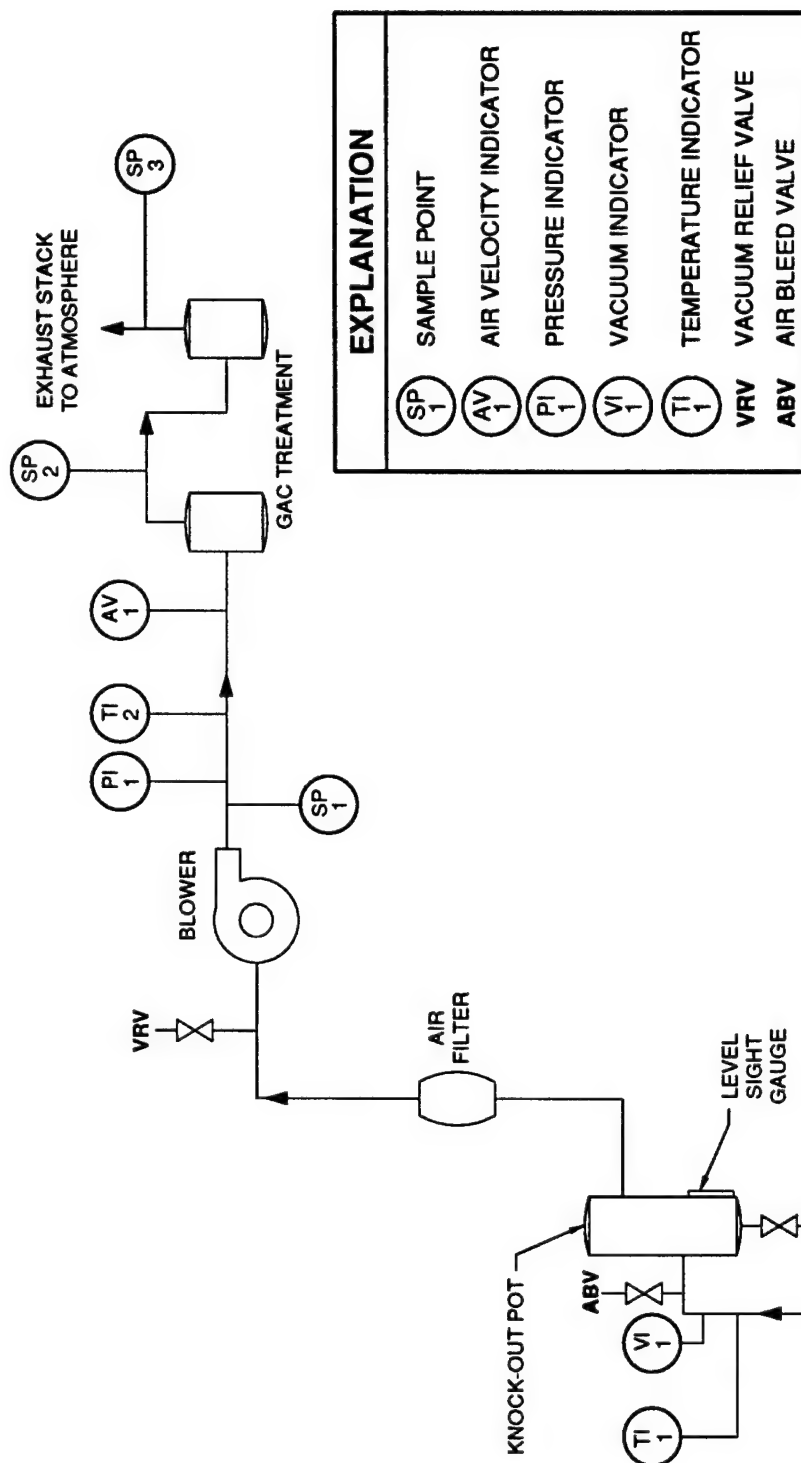 EXHAUST STACK
TO ATMOSPHERE
SP
3
SP
2
GAC TREATMENT
AV
1
TI
2
PI
1
SP
1
BLOWER
VRV
AIR
FILTER
LEVEL
SIGHT
GAUGE
KNOCK-OUT POT
ABV
VI
1
TI
1
EXPLANATION
SP
1
SAMPLE POINT
AV
1
AIR VELOCITY INDICATOR
PI
1
PRESSURE INDICATOR
VI
1
VACUUM INDICATOR
TI
1
TEMPERATURE INDICATOR
VRV VACUUM RELIEF VALVE
ABV AIR BLEED VALVE